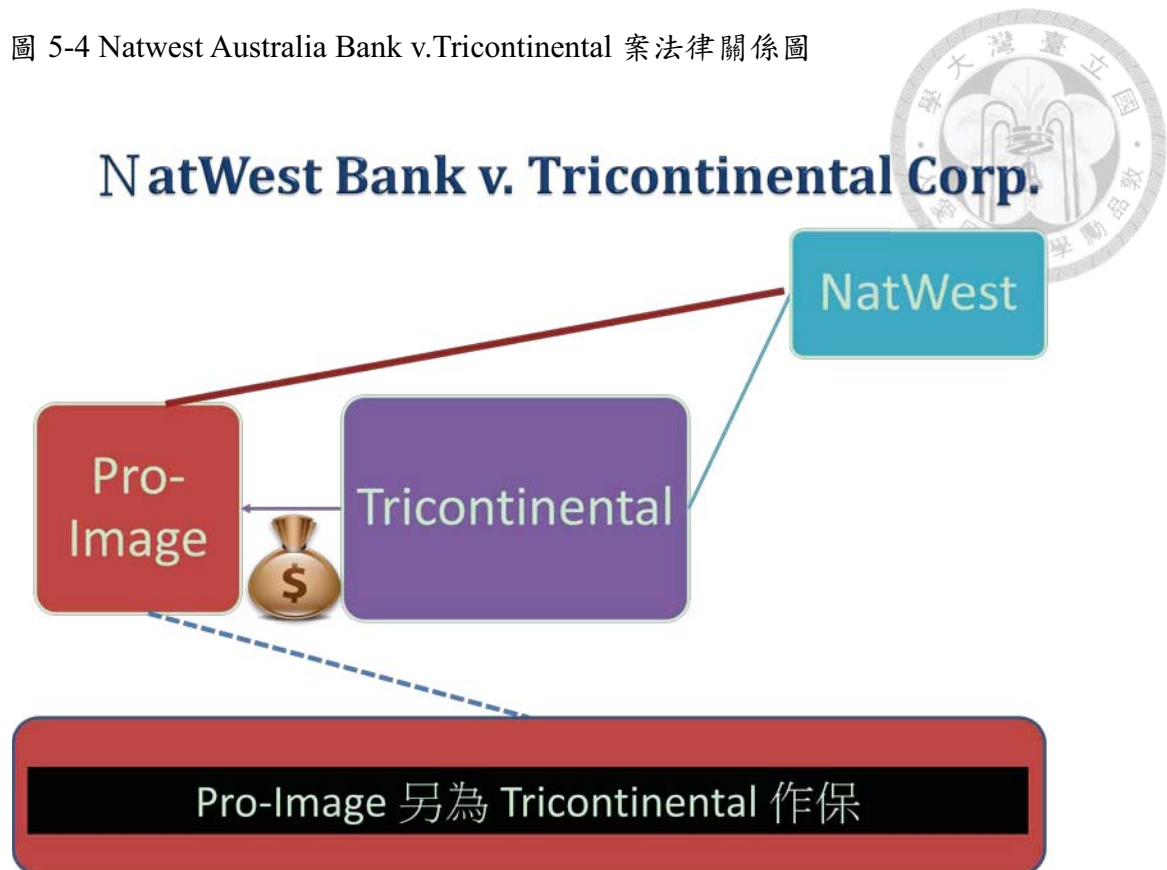 圖 5-4 Natwest Australia Bank v.Tricontinental 案法律關係圖
NatWest Bank v. Tricontinental Corp.
NatWest
Pro-
Image
Tricontinental
$
Pro-Image 另為 Tricontinental 作保